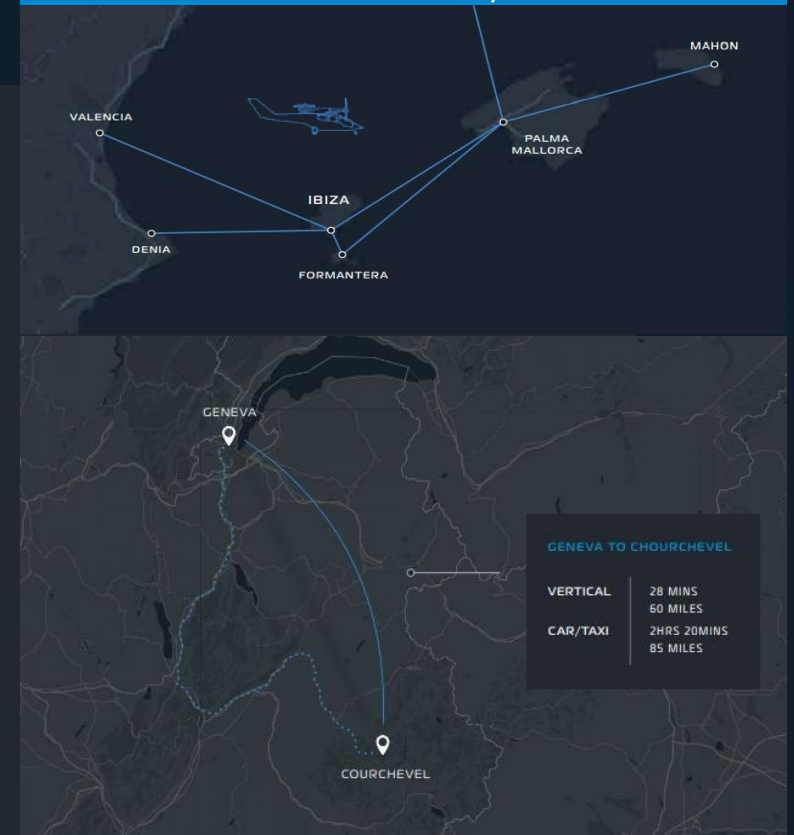 MAHON
VALENCIA
PALMA
MALLORCA
IBIZA
DENIA
FORMANTERA
GENEVA
GENEVA TO CHOURCHEVEL
VERTICAL 28 MINS
60 MILES
CAR/TAXI 2HRS 20MINS
85 MILES
COURCHEVEL